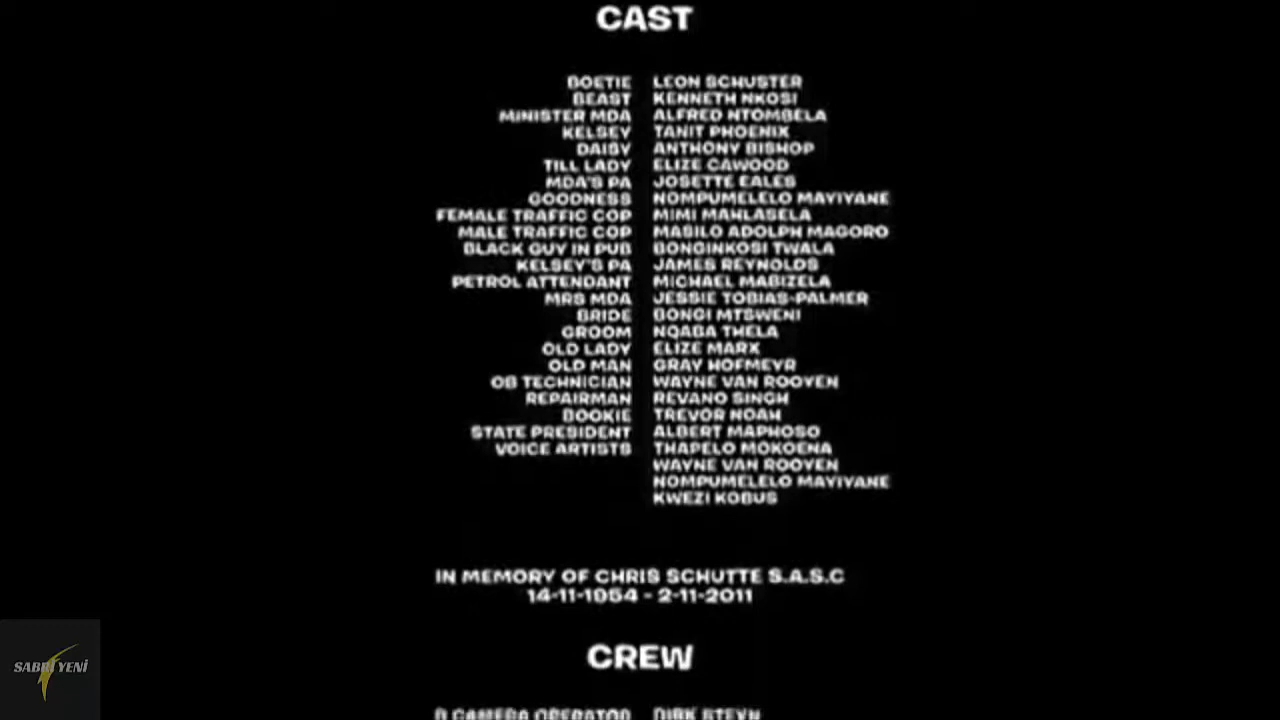 CAST
BOETIE LEON SCHUSTER
BEAST KENNETH NKOSI
MINISTER MDA ALFRED NTOMBELA
KELSEY TANIT PHOENIX
DAISY ANTHONY BISHOP
TILL LADY ELIZE CAWOOD
MDA'S PA JOSETTE EALES
GOODNESS NOMPUMELELO MAYIYANE
FEMALE TRAFFIC COP MIMI MAHLASELA
MALE TRAFFIC COP MASILO ADOLPH MAGORO
BLACK GUY IN PUB BONGINKOSI TWALA
KELSEY'S PA JAMES REYNOLDS
PETROL ATTENDANT MICHAEL MABIZELA
MRS MDA JESSIE TOBIAS-PALMER
BRIDE BONGI MTSWENI
GROOM NQABA THELA
OLD LADY ELIZE MARX
OLD MAN GRAY HOFMEYR
OB TECHNICIAN WAYNE VAN ROOYEN
REPAIRMAN REVANO SINGH
BOOKIE TREVOR NOAH
STATE PRESIDENT ALBERT MAPHOSO
VOICE ARTISTS THAPELO MOKOENA
WAYNE VAN ROOYEN
NOMPUMELELO MAYIYANE
KWEZI KOBUS
IN MEMORY OF CHRIS SCHUTTE S.A.S.C
14-11-1954 - 2-11-2011
CREW
B CAMERA OPERATOR DIRK STEYN
SABRİ YENİ